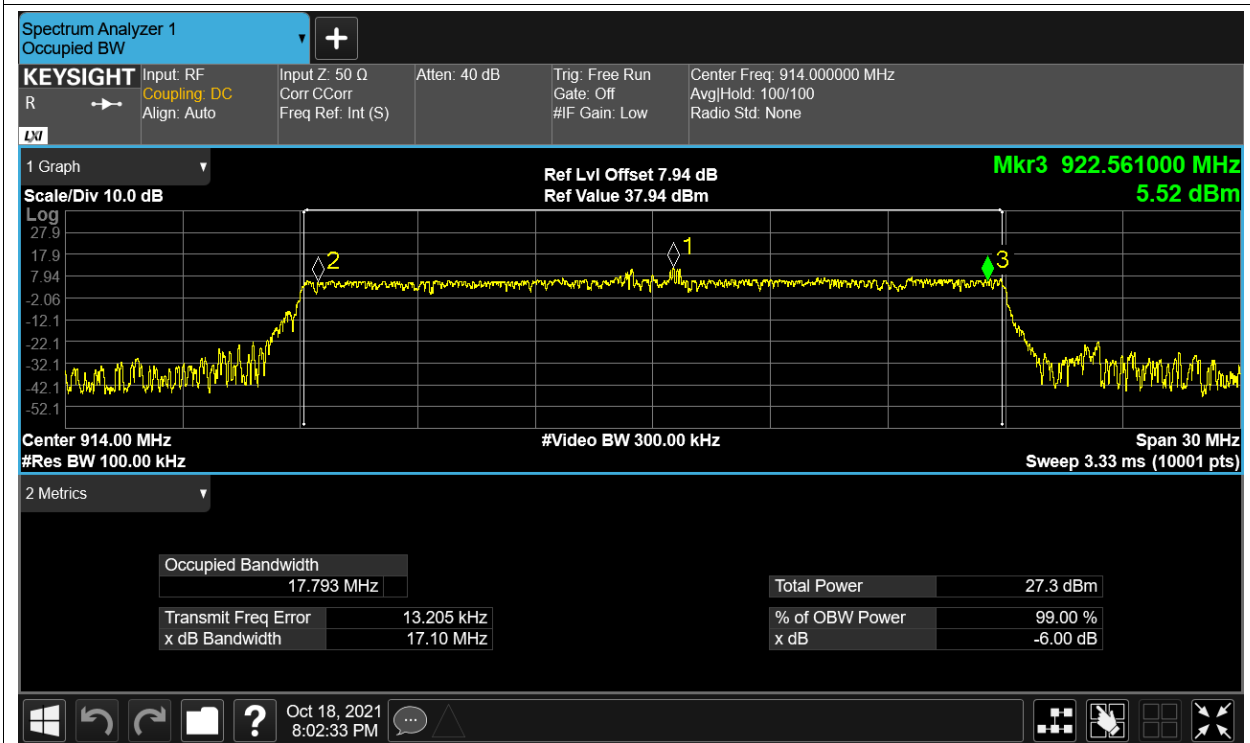 Spectrum Analyzer 1
Occupied BW
KEYSIGHT Input: RF Input Z: 50 Ω Atten: 40 dB Trig: Free Run Center Freq: 914.000000 MHz
R Coupling: DC Corr CCorr Gate: Off Avg|Hold: 100/100
Align: Auto Freq Ref: Int (S) #IF Gain: Low Radio Std: None
LXI
1 Graph Ref Lvl Offset 7.94 dB Mkr3 922.561000 MHz
Scale/Div 10.0 dB Ref Value 37.94 dBm 5.52 dBm
Log
27.9
17.9
7.94
-2.06
-12.1
-22.1
-32.1
-42.1
-52.1
2
1
3
Center 914.00 MHz #Video BW 300.00 kHz Span 30 MHz
#Res BW 100.00 kHz Sweep 3.33 ms (10001 pts)
2 Metrics
Occupied Bandwidth
17.793 MHz Total Power 27.3 dBm
Transmit Freq Error 13.205 kHz % of OBW Power 99.00 %
x dB Bandwidth 17.10 MHz x dB -6.00 dB
? Oct 18, 2021
8:02:33 PM